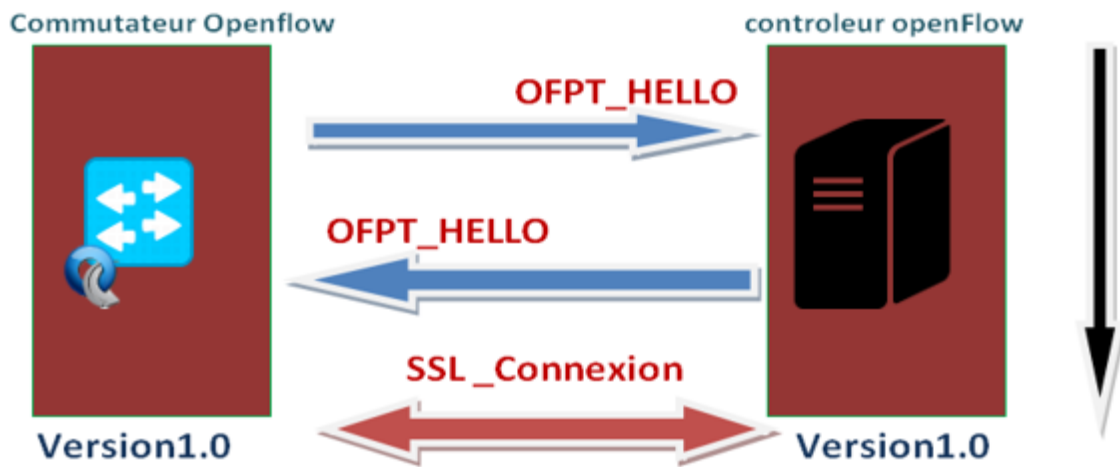 Commutateur Openflow
controleur openFlow
OFPT_HELLO
OFPT_HELLO
SSL _Connexion
Version1.0
Version1.0